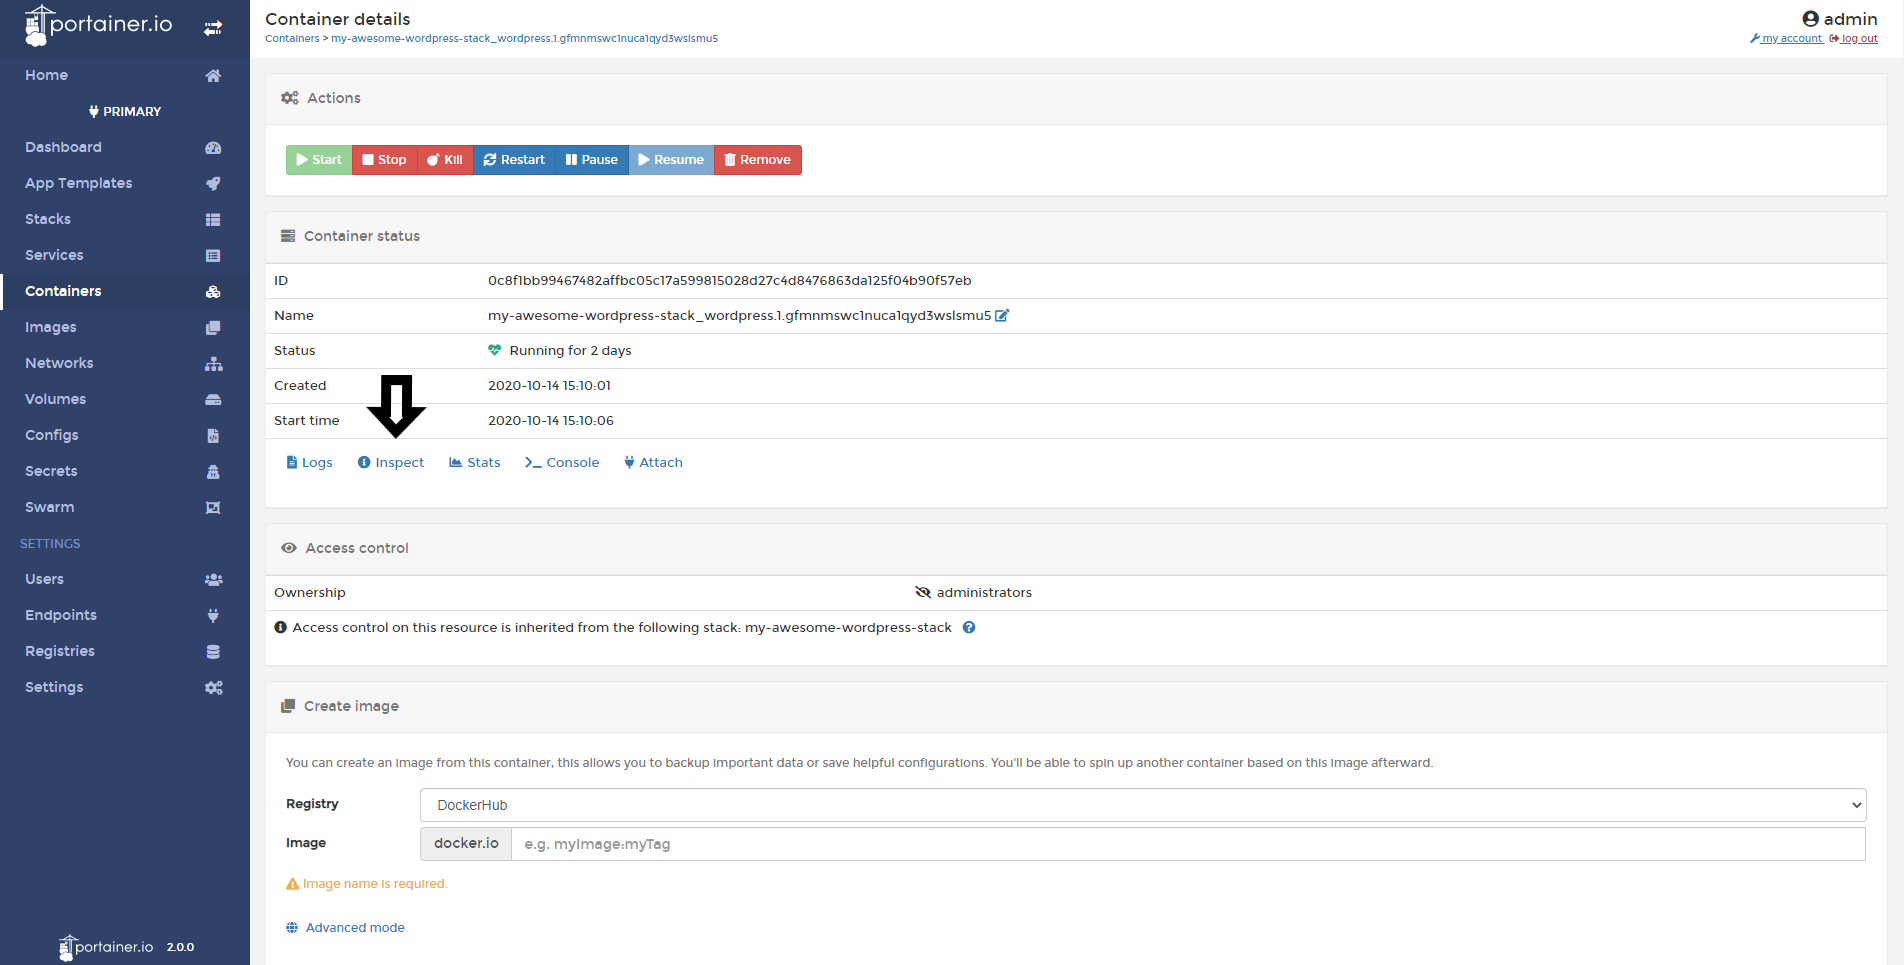 portainer.io
Home
PRIMARY
Dashboard
App Templates
Stacks
Services
Containers
Images
Networks
Volumes
Configs
Secrets
Swarm
SETTINGS
Users
Endpoints
Registries
Settings
portainer.io 2.0.0
Container details
Containers > my-awesome-wordpress-stack_wordpress.1.gfmnmswc1nuca1qyd3wslsmu5
admin
my account log out
Actions
Start Stop Kill Restart Pause Resume Remove
Container status
ID 0c8f1bb99467482affbc05c17a599815028d27c4d8476863da125f04b90f57eb
Name my-awesome-wordpress-stack_wordpress.1.gfmnmswc1nuca1qyd3wslsmu5
Status Running for 2 days
Created 2020-10-14 15:10:01
Start time 2020-10-14 15:10:06
Logs Inspect Stats Console Attach
Access control
Ownership administrators
Access control on this resource is inherited from the following stack: my-awesome-wordpress-stack
Create image
You can create an image from this container, this allows you to backup important data or save helpful configurations. You'll be able to spin up another container based on this image afterward.
Registry DockerHub
Image docker.io e.g. myImage:myTag
Image name is required.
Advanced mode